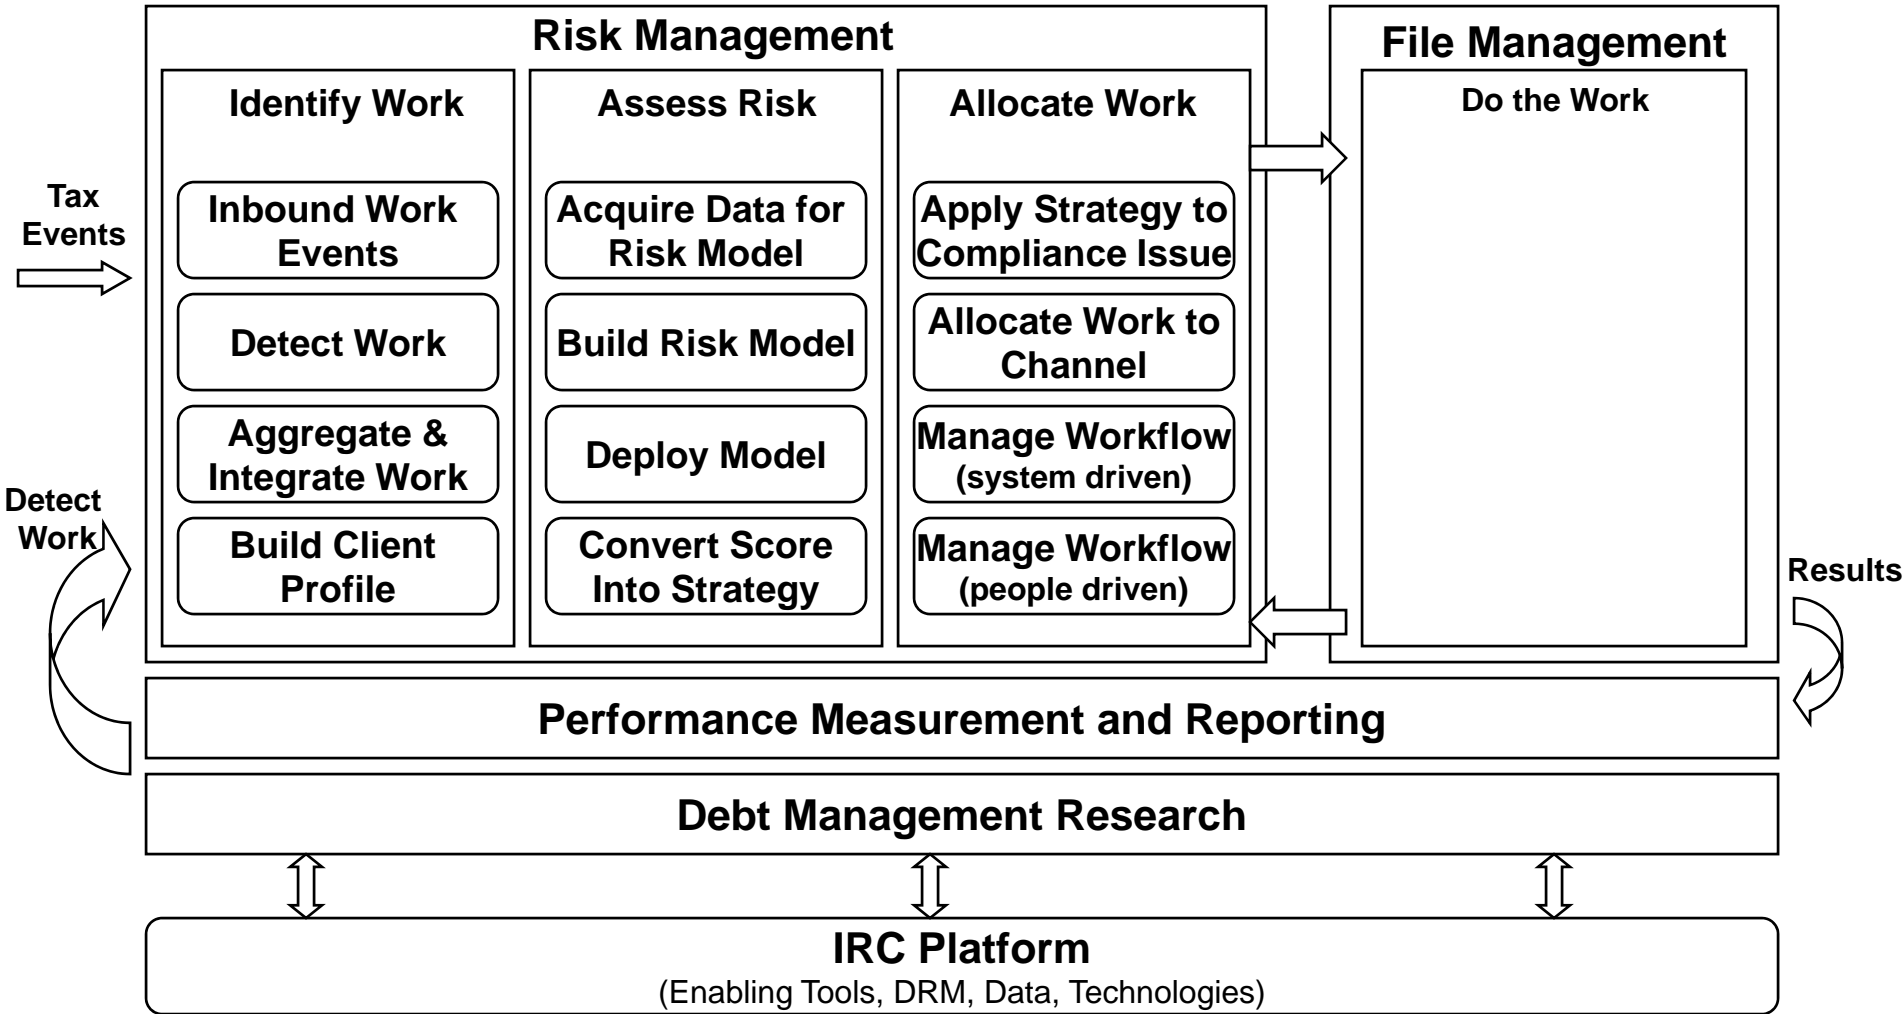 Risk Management
File Management
Identify Work
Assess Risk
Allocate Work
Do the Work
Tax
Events
Inbound Work
Events
Detect Work
Aggregate &
Integrate Work
Build Client
Profile
Acquire Data for
Risk Model
Build Risk Model
Deploy Model
Convert Score
Into Strategy
Apply Strategy to
Compliance Issue
Allocate Work to
Channel
Manage Workflow
(system driven)
Manage Workflow
(people driven)
Detect
Work
Results
Performance Measurement and Reporting
Debt Management Research
IRC Platform
(Enabling Tools, DRM, Data, Technologies)